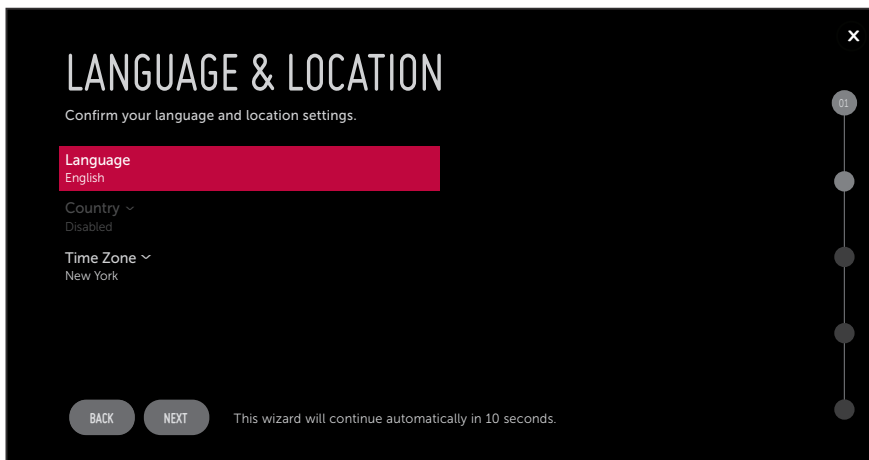 X
LANGUAGE & LOCATION
Confirm your language and location settings.
01
Language
English
Country
Disabled
Time Zone
New York
BACK NEXT This wizard will continue automatically in 10 seconds.